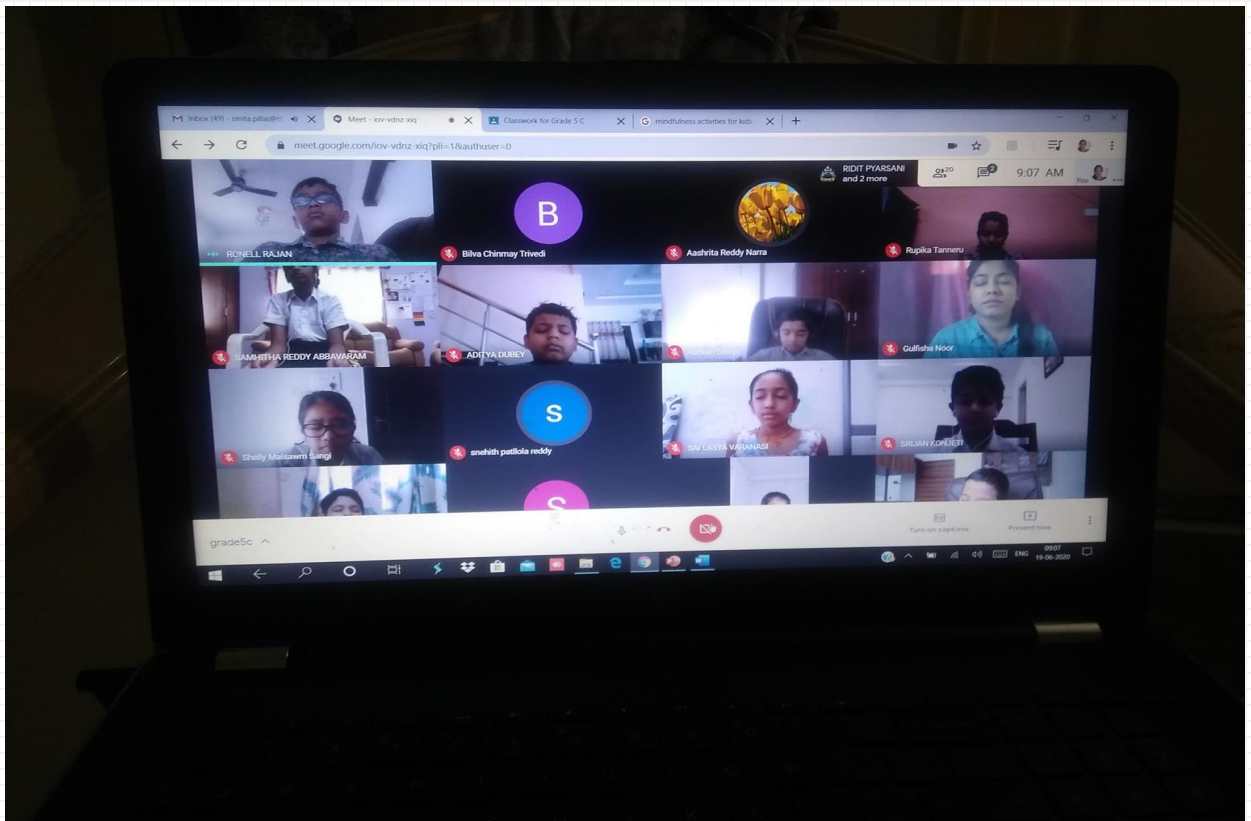 Inbox (49) - smita.pillai@
Meet - iov-vdnz-xiq
Classwork for Grade 5 C
mindfulness activities for kids
meet.google.com/iov-vdnz-xiq?pli=1&authuser=0
RIDIT PYARSANI
and 2 more
20
2
9:07 AM
You
RONELL RAJAN
B
Bilva Chinmay Trivedi
Aashrita Reddy Narra
Rupika Tanneru
SAMHITHA REDDY ABBAVARAM
ADITYA DUBEY
Gulfisha Noor
Shelly Malsawm Sangi
S
snehith patllola reddy
SAI LASYA VARANASI
SRIJAN KONJETI
S
grade5c
Turn on captions
Present now
ENG
09:07
19-06-2020